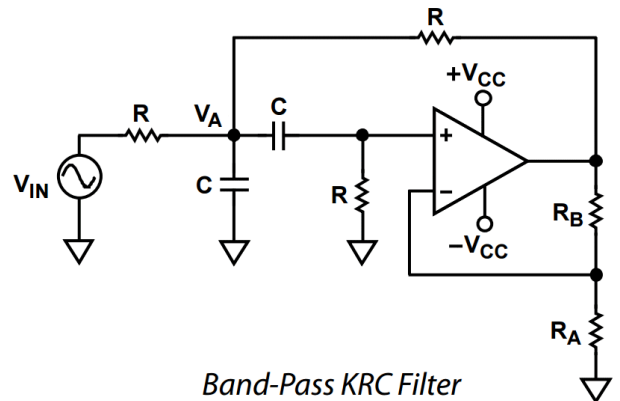 R
+VCC
R
VA
C
+
VIN
C
R
−
RB
−VCC
RA
Band-Pass KRC Filter